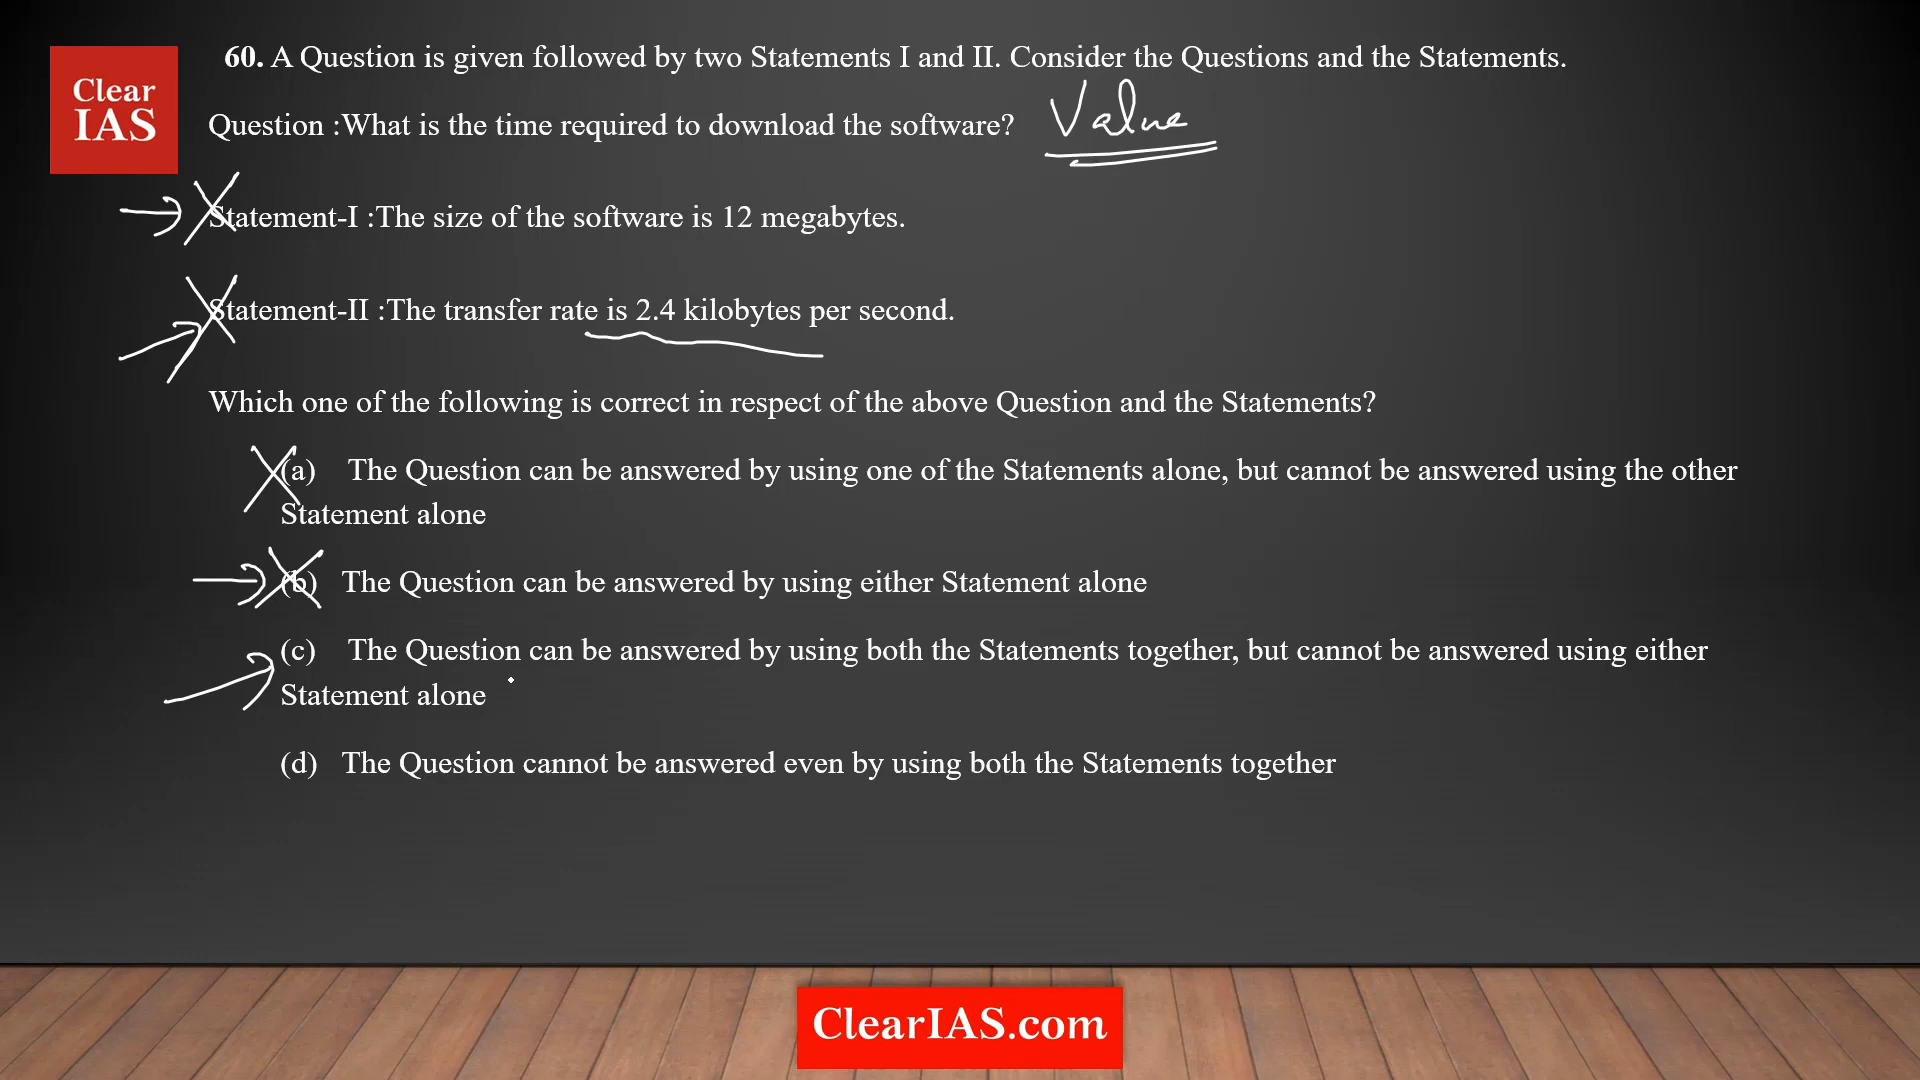 Clear
IAS
60. A Question is given followed by two Statements I and II. Consider the Questions and the Statements.
Question :What is the time required to download the software? Value
Statement-I :The size of the software is 12 megabytes.
Statement-II :The transfer rate is 2.4 kilobytes per second.
Which one of the following is correct in respect of the above Question and the Statements?
(a) The Question can be answered by using one of the Statements alone, but cannot be answered using the other
Statement alone
(b) The Question can be answered by using either Statement alone
(c) The Question can be answered by using both the Statements together, but cannot be answered using either
Statement alone
(d) The Question cannot be answered even by using both the Statements together
ClearIAS.com